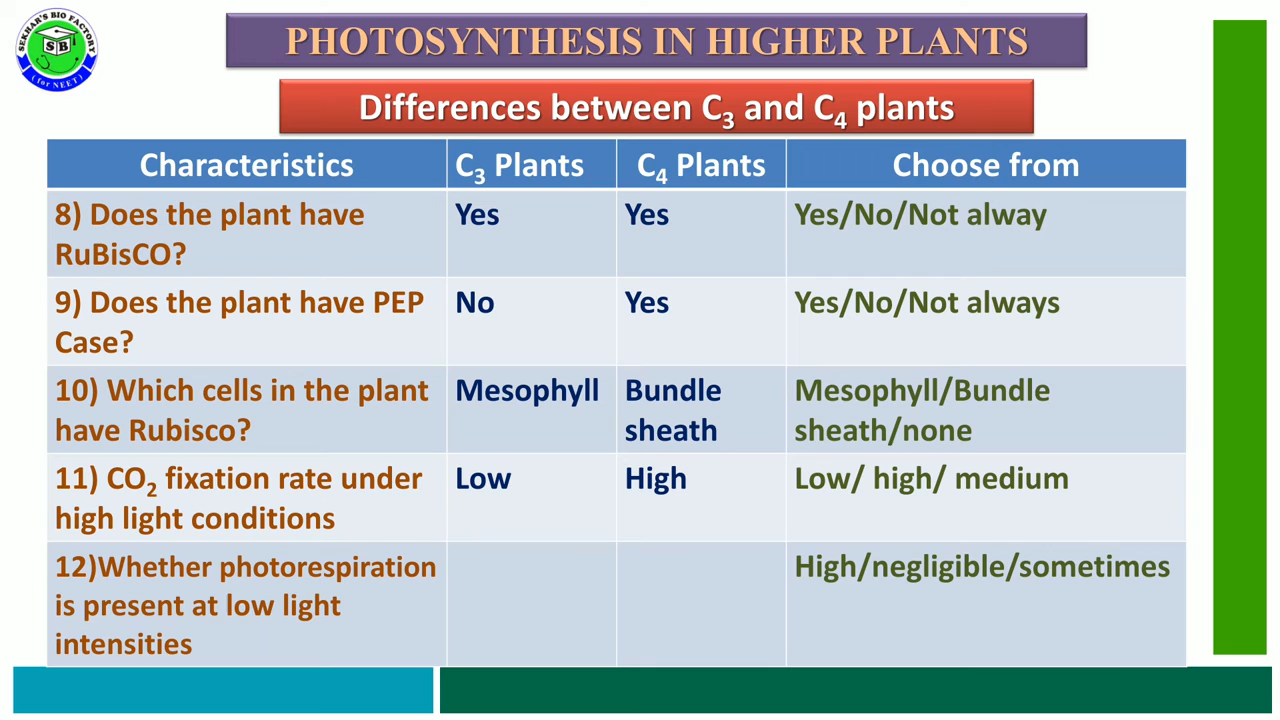 SEKHAR'S BIO FACTORY
SB
(for NEET)
PHOTOSYNTHESIS IN HIGHER PLANTS
Differences between C3 and C4 plants
Characteristics
C3 Plants
C4 Plants
Choose from
8) Does the plant have
RuBisCO?
Yes
Yes
Yes/No/Not alway
9) Does the plant have PEP
Case?
No
Yes
Yes/No/Not always
10) Which cells in the plant
have Rubisco?
Mesophyll
Bundle
sheath
Mesophyll/Bundle
sheath/none
11) CO2 fixation rate under
high light conditions
Low
High
Low/ high/ medium
12)Whether photorespiration
is present at low light
intensities
High/negligible/sometimes